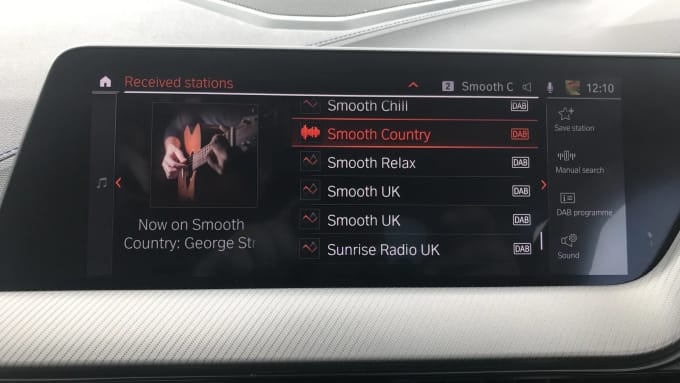 Received stations
2 Smooth C
12:10
Smooth Chill DAB
Smooth Country DAB
Smooth Relax DAB
Smooth UK DAB
Smooth UK DAB
Sunrise Radio UK DAB
Now on Smooth
Country: George Str
Save station
Manual search
DAB programme
Sound